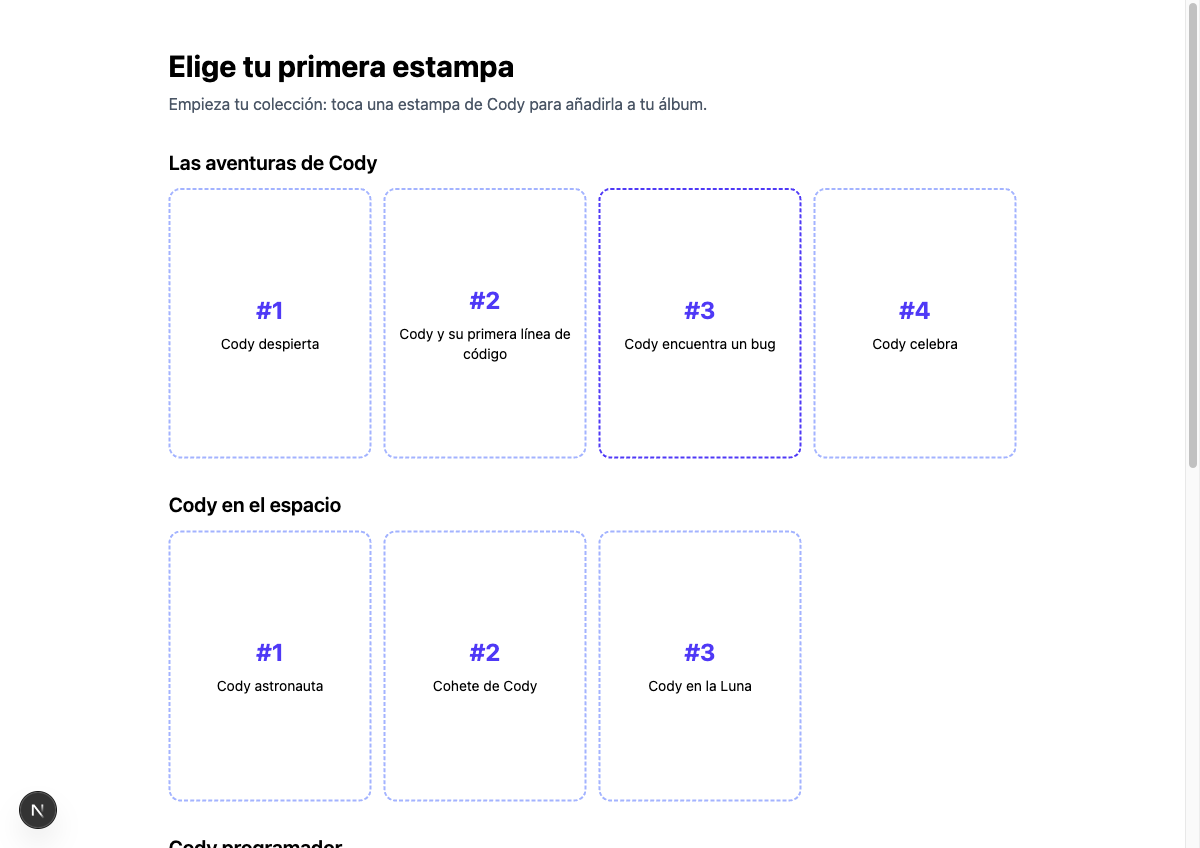 Elige tu primera estampa
Empieza tu colección: toca una estampa de Cody para añadirla a tu álbum.
Las aventuras de Cody
#1
Cody despierta
#2
Cody y su primera línea de
código
#3
Cody encuentra un bug
#4
Cody celebra
Cody en el espacio
#1
Cody astronauta
#2
Cohete de Cody
#3
Cody en la Luna
N
Cody programador